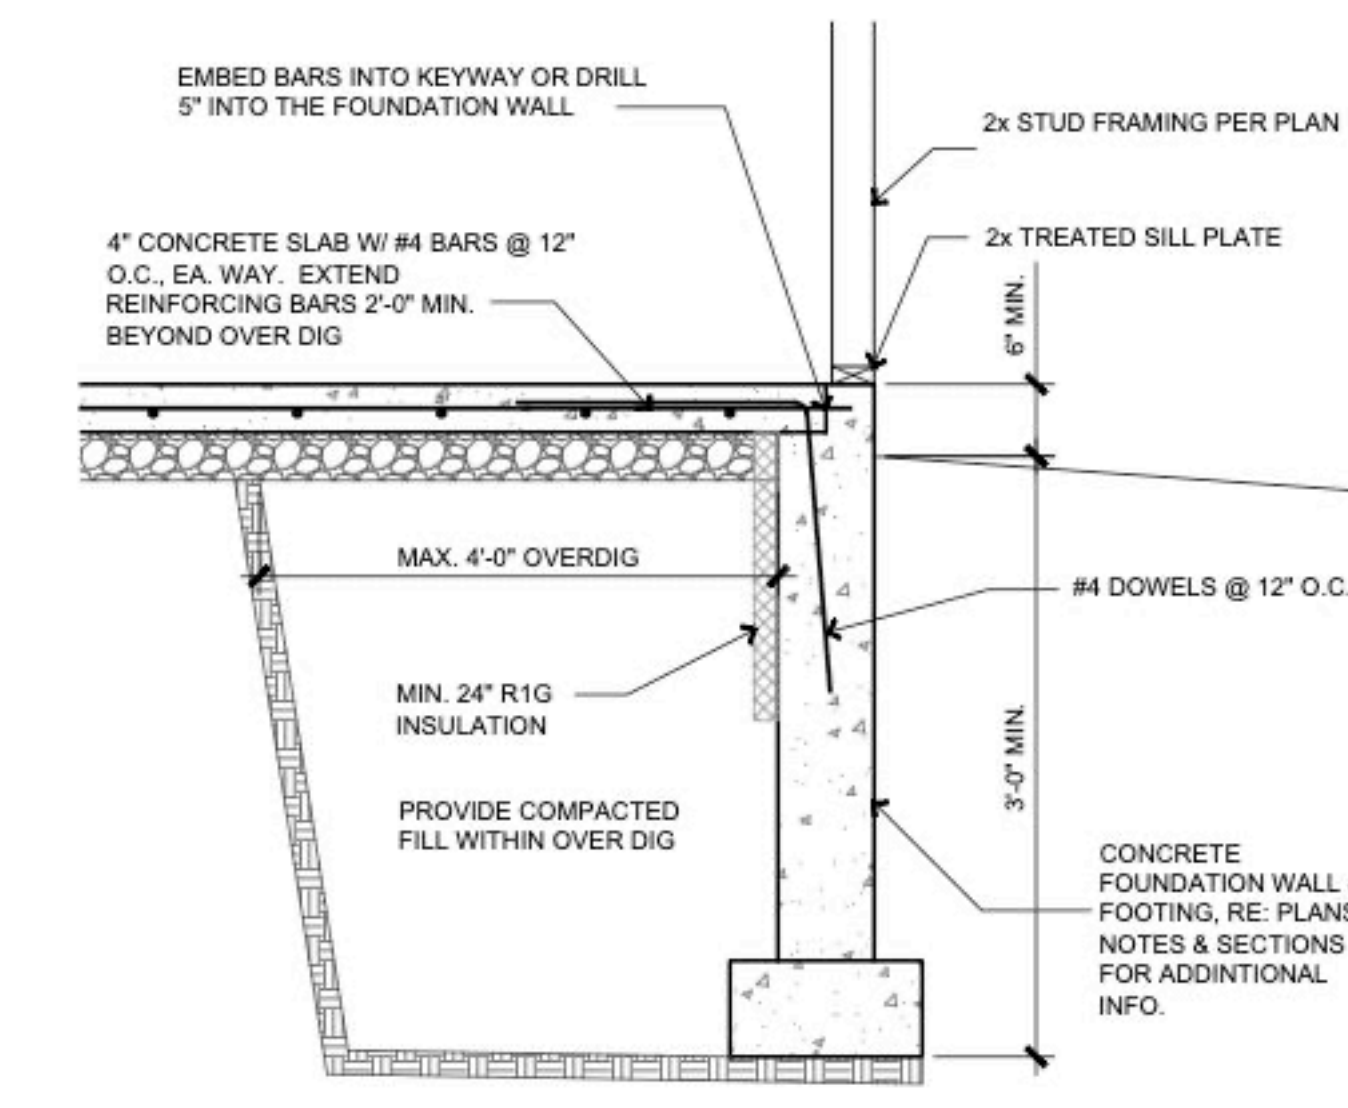 EMBED BARS INTO KEYWAY OR DRILL
5" INTO THE FOUNDATION WALL
2x STUD FRAMING PER PLAN
4" CONCRETE SLAB W/ #4 BARS @ 12"
O.C., EA. WAY. EXTEND
REINFORCING BARS 2'-0" MIN.
BEYOND OVER DIG
2x TREATED SILL PLATE
6" MIN.
MAX. 4'-0" OVERDIG
#4 DOWELS @ 12" O.C.
MIN. 24" R1G
INSULATION
3'-0" MIN.
PROVIDE COMPACTED
FILL WITHIN OVER DIG
CONCRETE
FOUNDATION WALL
FOOTING, RE: PLANS
NOTES & SECTIONS
FOR ADDINTIONAL
INFO.